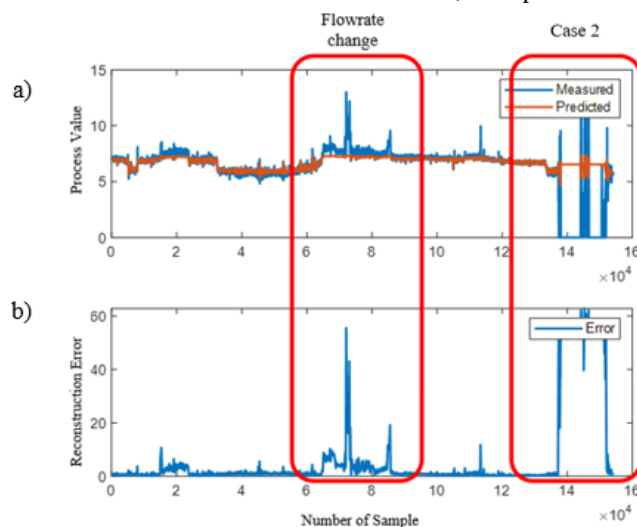 Flowrate
change
Case 2
a)
15
10
5
0
Process Value
Measured
Predicted
0
2
4
6
8
10
12
14
16
×10⁴
b)
60
40
20
0
Reconstruction Error
Error
0
2
4
6
8
10
12
14
16
×10⁴
Number of Sample